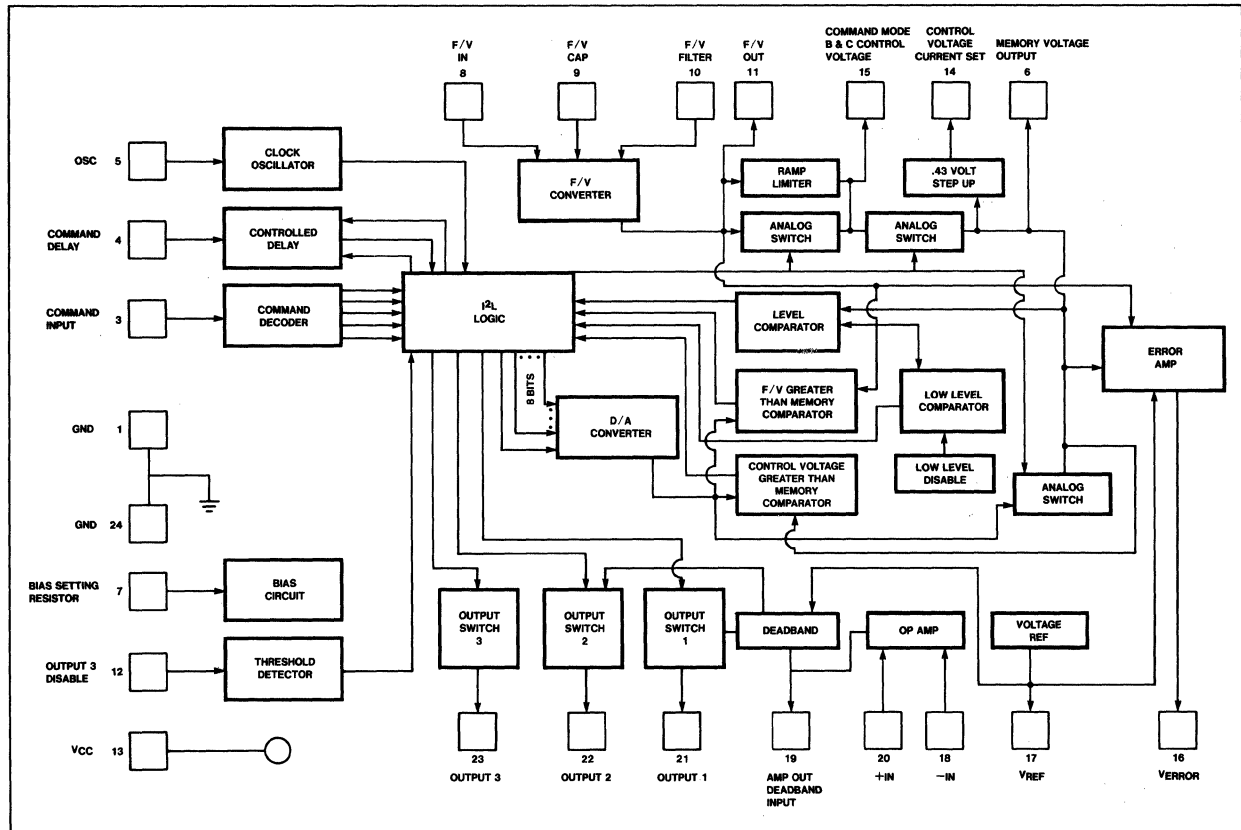 F/V
IN
8
F/V
CAP
9
F/V
FILTER
10
F/V
OUT
11
COMMAND MODE
B & C CONTROL
VOLTAGE
15
CONTROL
VOLTAGE
CURRENT SET
14
MEMORY VOLTAGE
OUTPUT
6
OSC 5
CLOCK
OSCILLATOR
F/V
CONVERTER
RAMP
LIMITER
.43 VOLT
STEP UP
COMMAND
DELAY 4
CONTROLLED
DELAY
ANALOG
SWITCH
ANALOG
SWITCH
COMMAND
INPUT 3
COMMAND
DECODER
I²L
LOGIC
LEVEL
COMPARATOR
ERROR
AMP
8 BITS
F/V GREATER
THAN MEMORY
COMPARATOR
LOW LEVEL
COMPARATOR
GND 1
D/A
CONVERTER
CONTROL VOLTAGE
GREATER THAN
MEMORY
COMPARATOR
LOW LEVEL
DISABLE
ANALOG
SWITCH
GND 24
BIAS SETTING
RESISTOR 7
BIAS
CIRCUIT
OUTPUT
SWITCH
3
OUTPUT
SWITCH
2
OUTPUT
SWITCH
1
DEADBAND
OP AMP
VOLTAGE
REF
OUTPUT 3
DISABLE 12
THRESHOLD
DETECTOR
VCC 13
23
OUTPUT 3
22
OUTPUT 2
21
OUTPUT 1
19
AMP OUT
DEADBAND
INPUT
20
+IN
18
−IN
17
VREF
16
VERROR